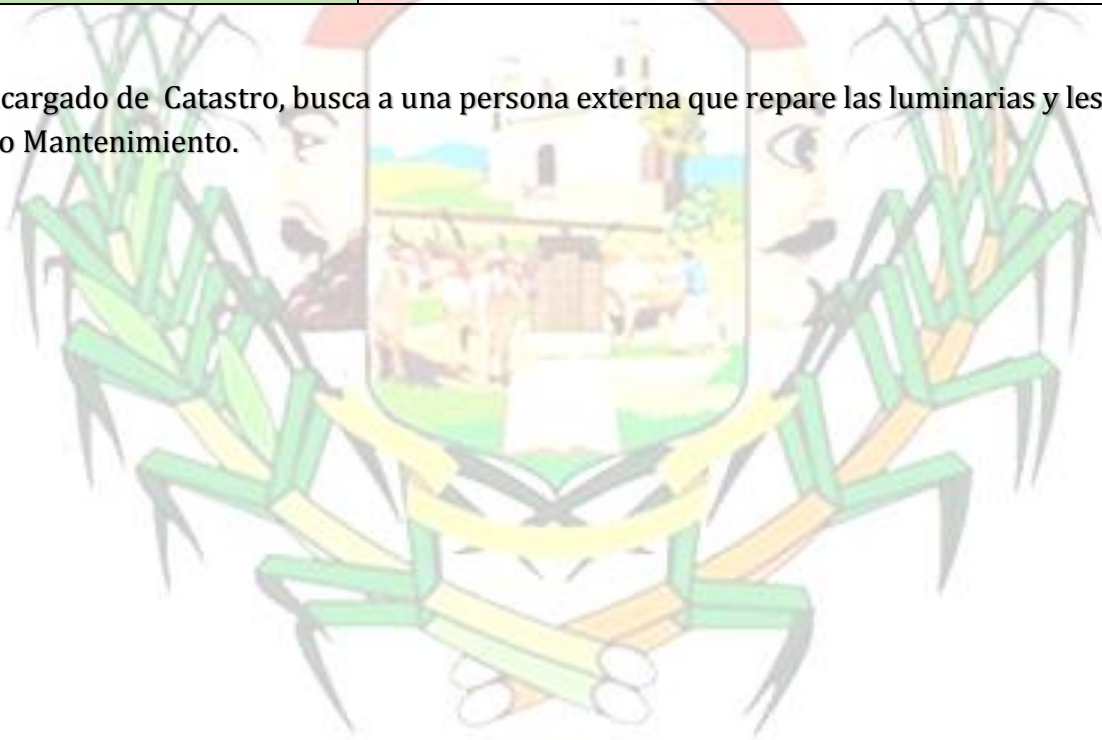 cargado de Catastro, busca a una persona externa que repare las luminarias y les
o Mantenimiento.